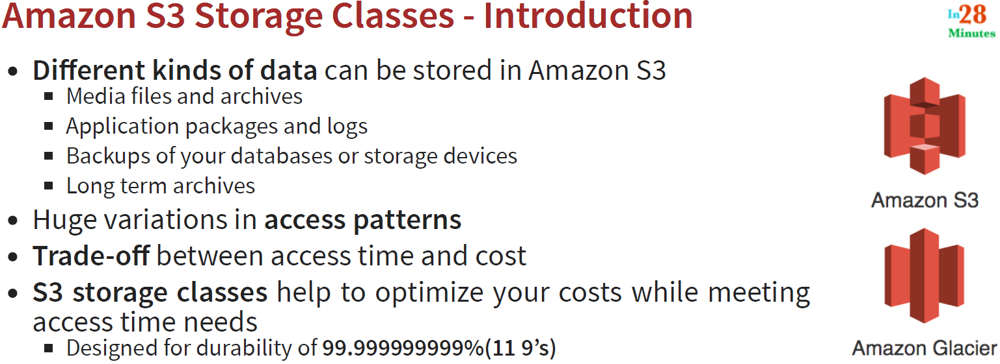 Amazon S3 Storage Classes - Introduction
In28
Minutes
• Different kinds of data can be stored in Amazon S3
▪ Media files and archives
▪ Application packages and logs
▪ Backups of your databases or storage devices
▪ Long term archives
• Huge variations in access patterns
• Trade-off between access time and cost
• S3 storage classes help to optimize your costs while meeting
access time needs
▪ Designed for durability of 99.999999999%(11 9’s)
Amazon S3
Amazon Glacier